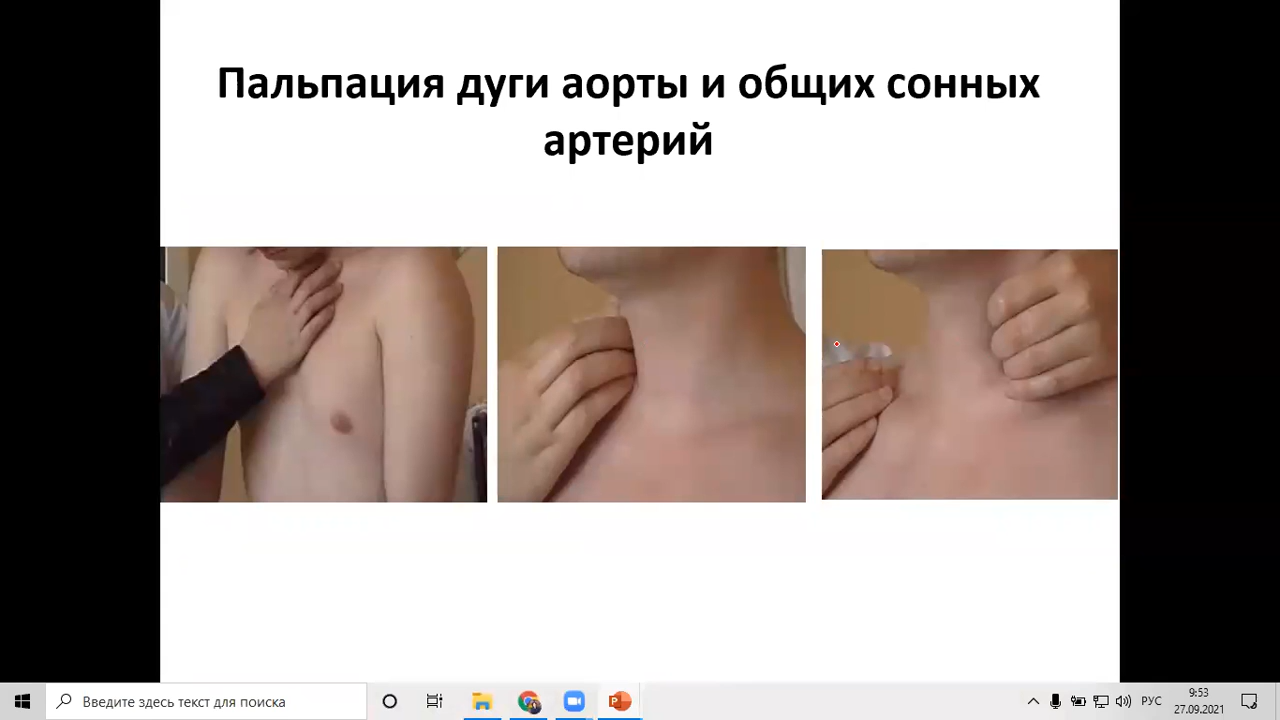 Пальпация дуги аорты и общих сонных
артерий
Введите здесь текст для поиска
РУС
9:53
27.09.2021